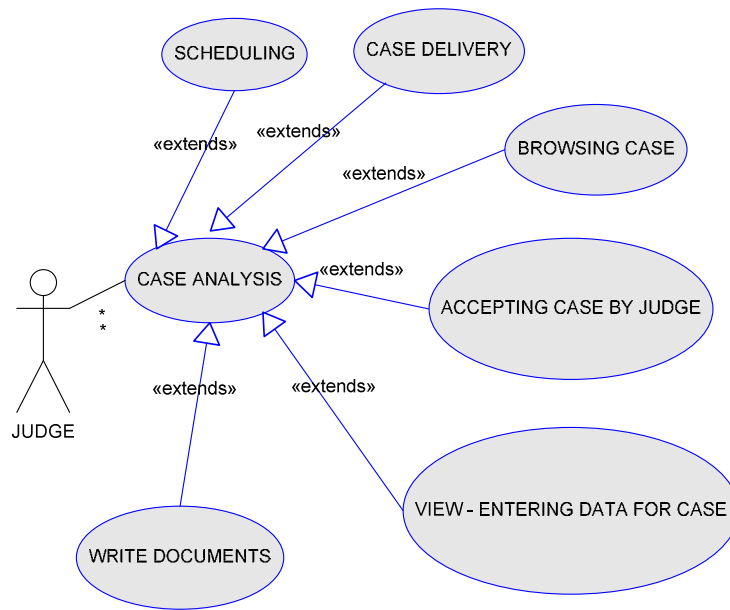 SCHEDULING
CASE DELIVERY
«extends»
«extends»
BROWSING CASE
«extends»
CASE ANALYSIS
«extends»
ACCEPTING CASE BY JUDGE
*
*
«extends»
«extends»
JUDGE
VIEW - ENTERING DATA FOR CASE
WRITE DOCUMENTS